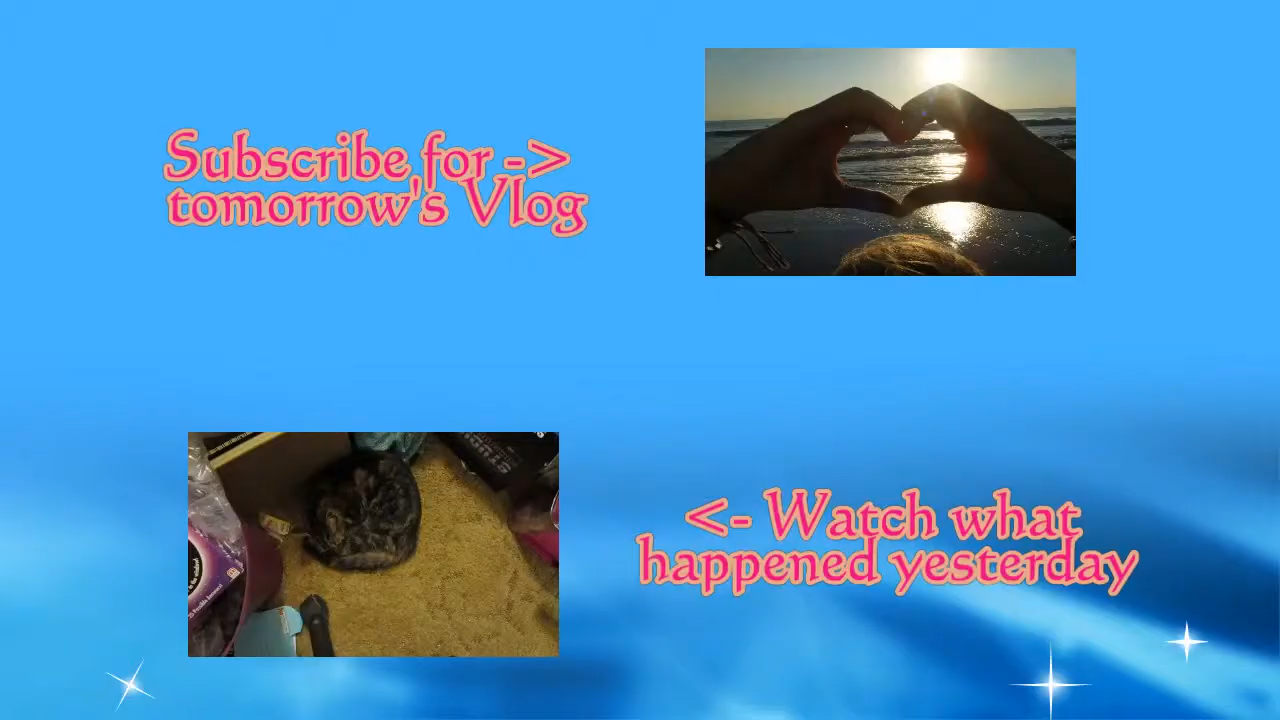 Subscribe for ->
tomorrow's Vlog
<- Watch what
happened yesterday